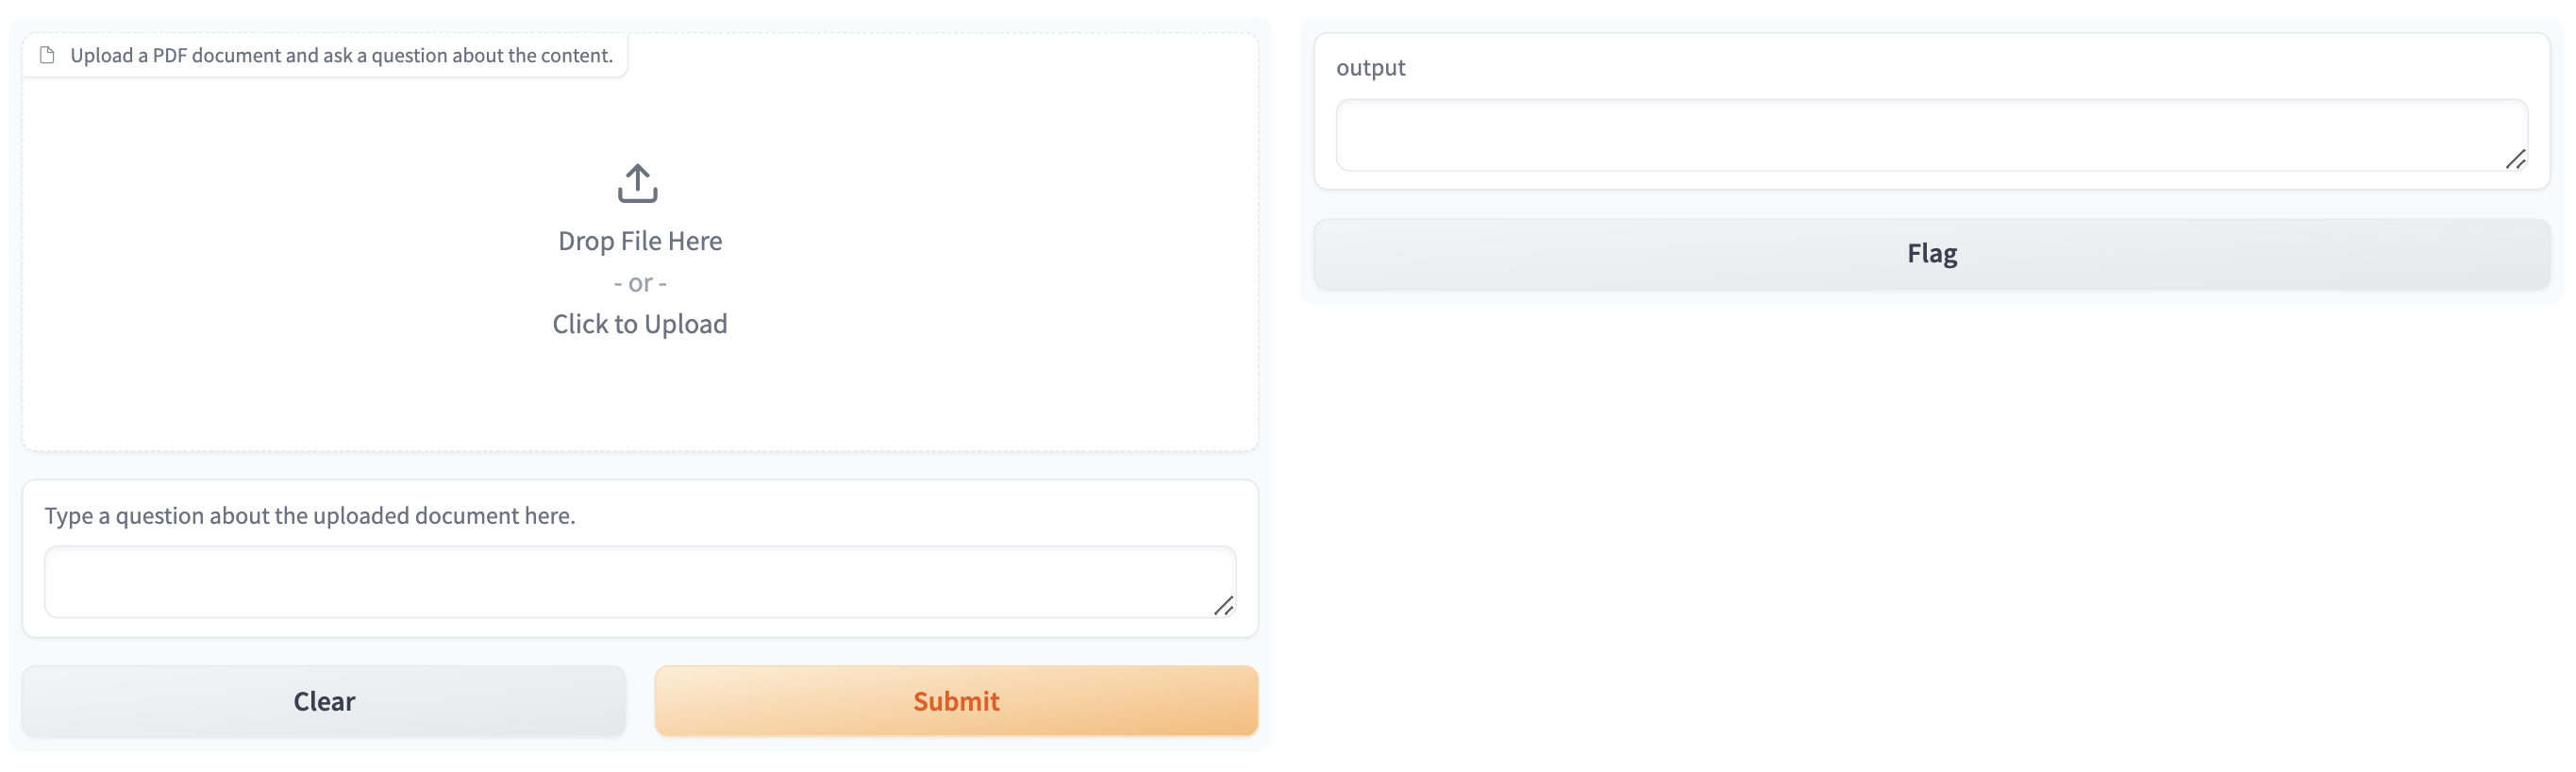 Upload a PDF document and ask a question about the content.
Drop File Here
- or -
Click to Upload
Type a question about the uploaded document here.
Clear
Submit
output
Flag